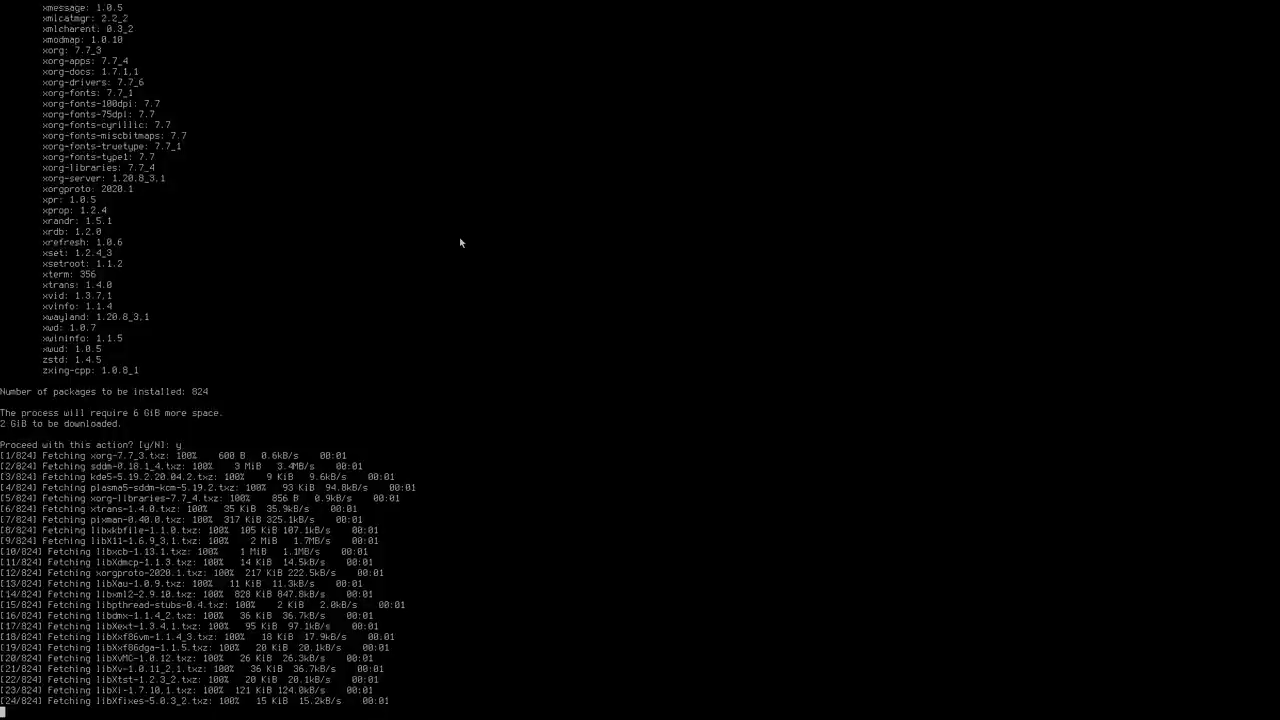 xmessage: 1.0.5
xmlcatmgr: 2.2_2
xmlcharent: 0.3_2
xmodmap: 1.0.10
xorg: 7.7_3
xorg-apps: 7.7_4
xorg-docs: 1.7.1,1
xorg-drivers: 7.7_6
xorg-fonts: 7.7_1
xorg-fonts-100dpi: 7.7
xorg-fonts-75dpi: 7.7
xorg-fonts-cyrillic: 7.7
xorg-fonts-miscbitmaps: 7.7
xorg-fonts-truetype: 7.7_1
xorg-fonts-type1: 7.7
xorg-libraries: 7.7_4
xorg-server: 1.20.8_3,1
xorgproto: 2020.1
xpr: 1.0.5
xprop: 1.2.4
xrandr: 1.5.1
xrdb: 1.2.0
xrefresh: 1.0.6
xset: 1.2.4_3
xsetroot: 1.1.2
xterm: 356
xtrans: 1.4.0
xvid: 1.3.7,1
xvinfo: 1.1.4
xwayland: 1.20.8_3,1
xwd: 1.0.7
xwininfo: 1.1.5
xwud: 1.0.5
zstd: 1.4.5
zxing-cpp: 1.0.8_1
Number of packages to be installed: 824
The process will require 6 GiB more space.
2 GiB to be downloaded.
Proceed with this action? [y/N]: y
[1/824] Fetching xorg-7.7_3.txz: 100% 600 B 0.6kB/s 00:01
[2/824] Fetching sddm-0.18.1_4.txz: 100% 3 MiB 3.4MB/s 00:01
[3/824] Fetching kde5-5.19.2.20.04.2.txz: 100% 9 KiB 9.6kB/s 00:01
[4/824] Fetching plasma5-sddm-kcm-5.19.2.txz: 100% 93 KiB 94.8kB/s 00:01
[5/824] Fetching xorg-libraries-7.7_4.txz: 100% 856 B 0.9kB/s 00:01
[6/824] Fetching xtrans-1.4.0.txz: 100% 35 KiB 35.9kB/s 00:01
[7/824] Fetching pixman-0.40.0.txz: 100% 317 KiB 325.1kB/s 00:01
[8/824] Fetching libxkbfile-1.1.0.txz: 100% 105 KiB 107.1kB/s 00:01
[9/824] Fetching libX11-1.6.9_3,1.txz: 100% 2 MiB 1.7MB/s 00:01
[10/824] Fetching libxcb-1.13.1.txz: 100% 1 MiB 1.1MB/s 00:01
[11/824] Fetching libXdmcp-1.1.3.txz: 100% 14 KiB 14.5kB/s 00:01
[12/824] Fetching xorgproto-2020.1.txz: 100% 217 KiB 222.5kB/s 00:01
[13/824] Fetching libXau-1.0.9.txz: 100% 11 KiB 11.3kB/s 00:01
[14/824] Fetching libxml2-2.9.10.txz: 100% 828 KiB 847.8kB/s 00:01
[15/824] Fetching libpthread-stubs-0.4.txz: 100% 2 KiB 2.0kB/s 00:01
[16/824] Fetching libdmx-1.1.4_2.txz: 100% 36 KiB 36.7kB/s 00:01
[17/824] Fetching libXext-1.3.4,1.txz: 100% 95 KiB 97.1kB/s 00:01
[18/824] Fetching libXxf86vm-1.1.4_3.txz: 100% 18 KiB 17.9kB/s 00:01
[19/824] Fetching libXxf86dga-1.1.5.txz: 100% 20 KiB 20.1kB/s 00:01
[20/824] Fetching libXvMC-1.0.12.txz: 100% 26 KiB 26.3kB/s 00:01
[21/824] Fetching libXv-1.0.11_2,1.txz: 100% 36 KiB 36.7kB/s 00:01
[22/824] Fetching libXtst-1.2.3_2.txz: 100% 20 KiB 20.1kB/s 00:01
[23/824] Fetching libXi-1.7.10,1.txz: 100% 121 KiB 124.0kB/s 00:01
[24/824] Fetching libXfixes-5.0.3_2.txz: 100% 15 KiB 15.2kB/s 00:01